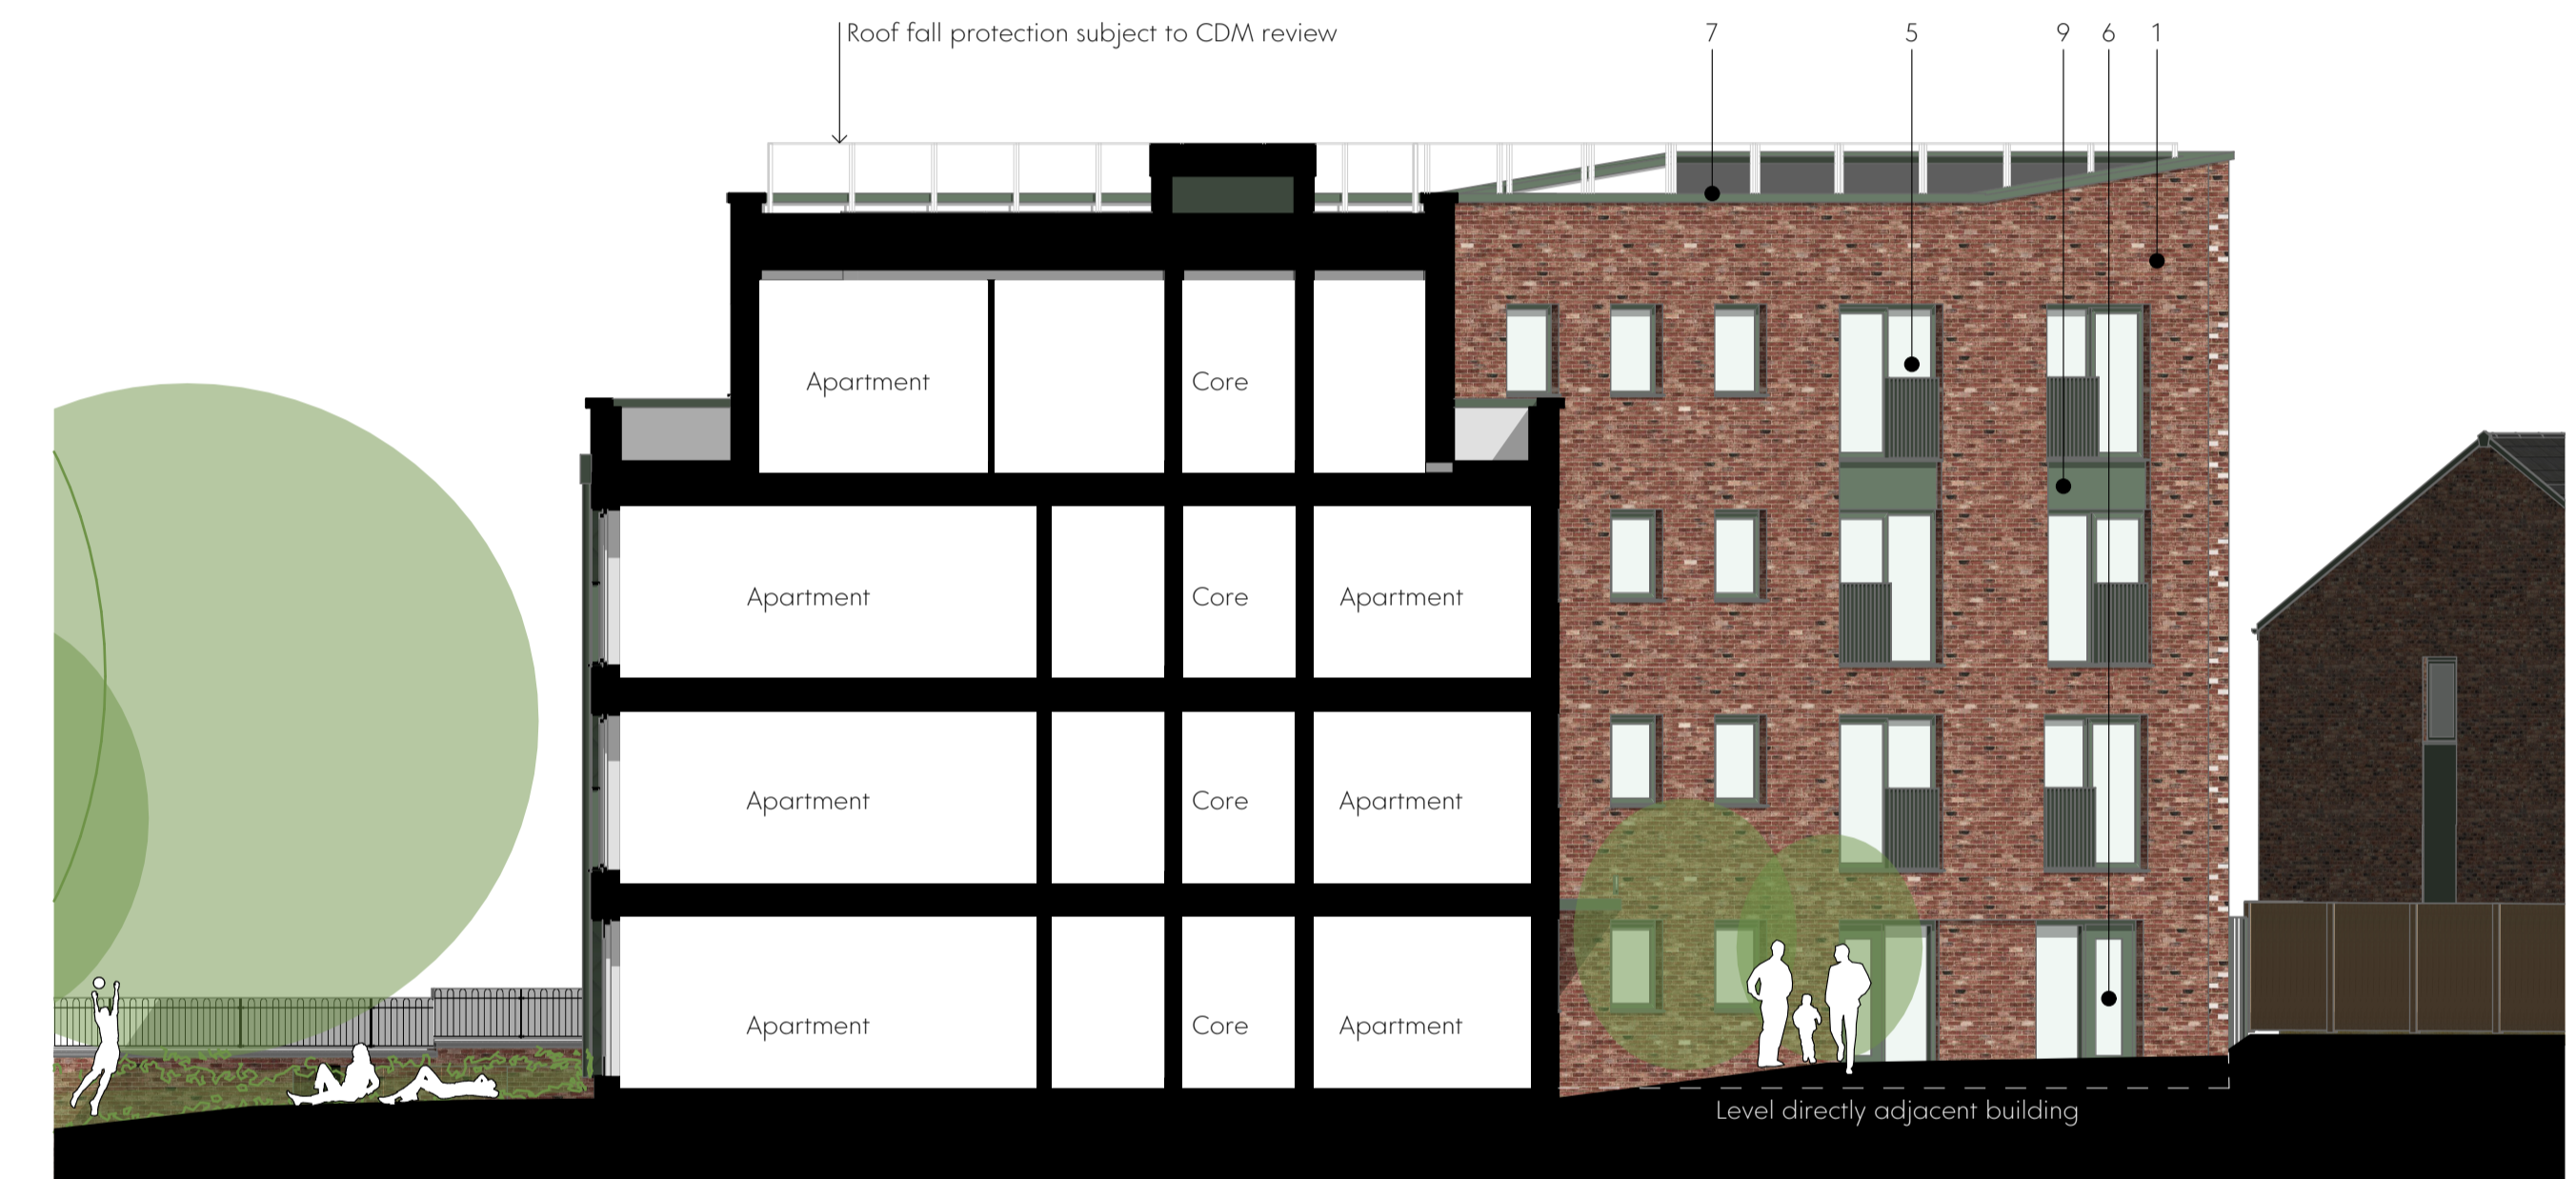 Roof fall protection subject to CDM review
7 5 9 6 1
Apartment Core
Apartment Core Apartment
Apartment Core Apartment
Apartment Core Apartment
Level directly adjacent building